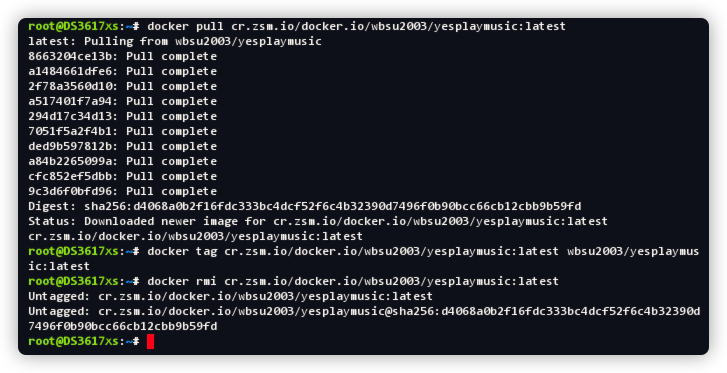 root@DS3617xs:~# docker pull cr.zsm.io/docker.io/wbsu2003/yesplaymusic:latest
latest: Pulling from wbsu2003/yesplaymusic
8663204ce13b: Pull complete
a1484661dfe6: Pull complete
2f78a3560d10: Pull complete
a517401f7a94: Pull complete
294d17c34d13: Pull complete
7051f5a2f4b1: Pull complete
ded9b597812b: Pull complete
a84b2265099a: Pull complete
cfc852ef5dbb: Pull complete
9c3d6f0bfd96: Pull complete
Digest: sha256:d4068a0b2f16fdc333bc4dcf52f6c4b32390d7496f0b90bcc66cb12cbb9b59fd
Status: Downloaded newer image for cr.zsm.io/docker.io/wbsu2003/yesplaymusic:latest
cr.zsm.io/docker.io/wbsu2003/yesplaymusic:latest
root@DS3617xs:~# docker tag cr.zsm.io/docker.io/wbsu2003/yesplaymusic:latest wbsu2003/yesplaymus
ic:latest
root@DS3617xs:~# docker rmi cr.zsm.io/docker.io/wbsu2003/yesplaymusic:latest
Untagged: cr.zsm.io/docker.io/wbsu2003/yesplaymusic:latest
Untagged: cr.zsm.io/docker.io/wbsu2003/yesplaymusic@sha256:d4068a0b2f16fdc333bc4dcf52f6c4b32390d
7496f0b90bcc66cb12cbb9b59fd
root@DS3617xs:~#